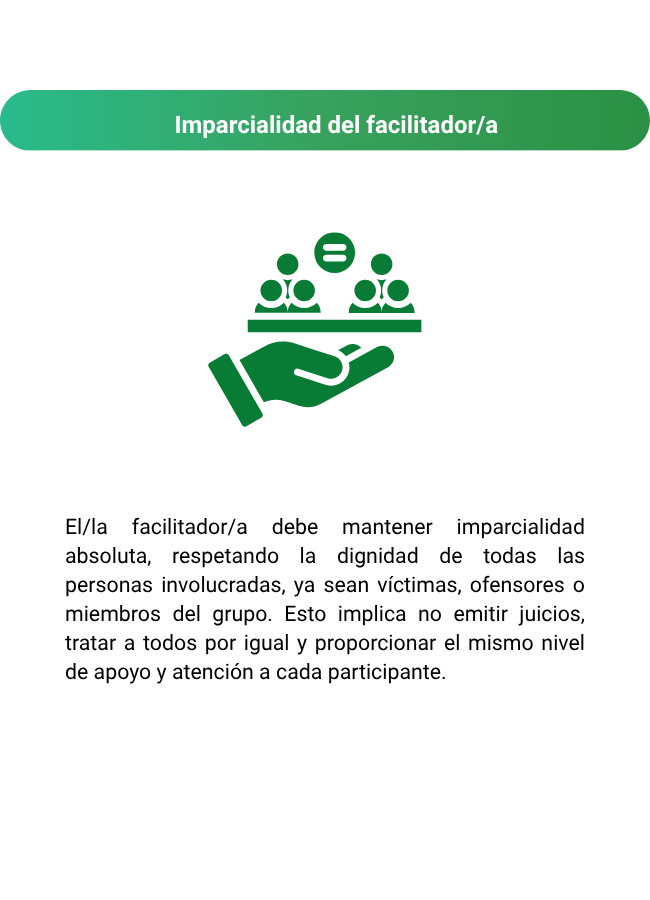 Imparcialidad del facilitador/a
El/la facilitador/a debe mantener imparcialidad
absoluta, respetando la dignidad de todas las
personas involucradas, ya sean víctimas, ofensores o
miembros del grupo. Esto implica no emitir juicios,
tratar a todos por igual y proporcionar el mismo nivel
de apoyo y atención a cada participante.